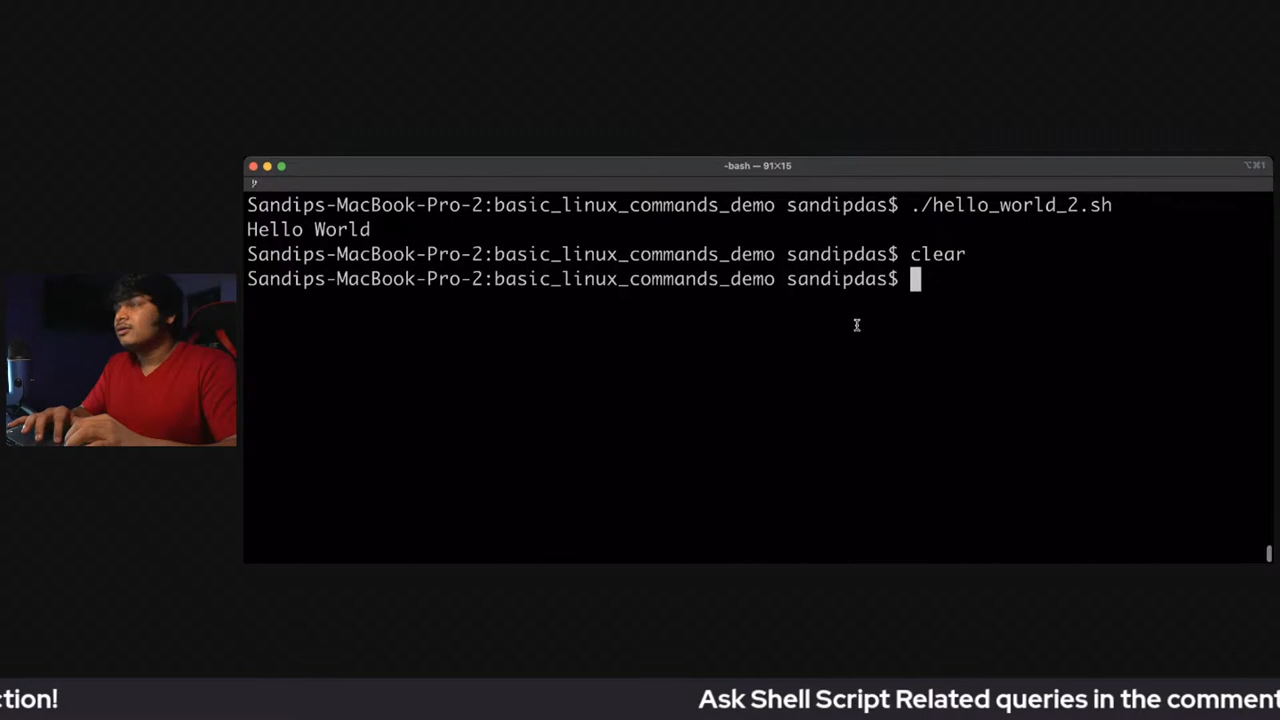 -bash — 91×15
⌥⌘1
Sandips-MacBook-Pro-2:basic_linux_commands_demo sandipdas$ ./hello_world_2.sh
Hello World
Sandips-MacBook-Pro-2:basic_linux_commands_demo sandipdas$ clear
Sandips-MacBook-Pro-2:basic_linux_commands_demo sandipdas$
ction! Ask Shell Script Related queries in the comment